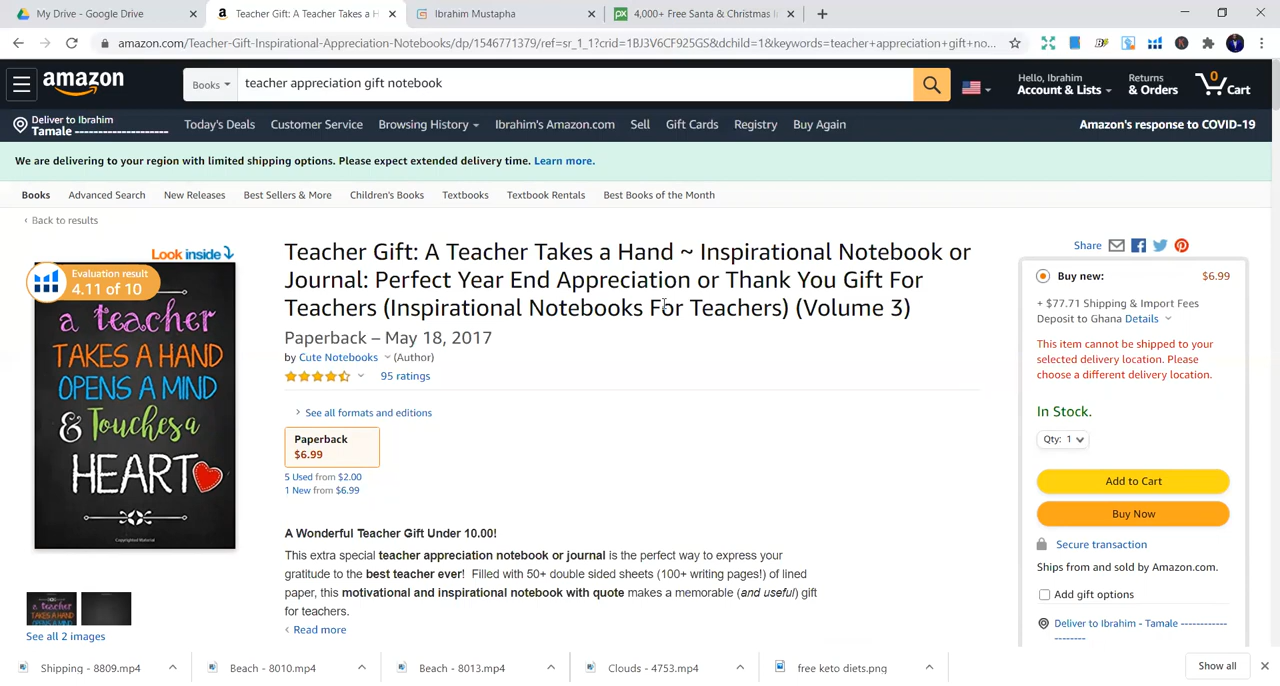 My Drive - Google Drive
Teacher Gift: A Teacher Takes a H
Ibrahim Mustapha
4,000+ Free Santa & Christmas I
amazon.com/Teacher-Gift-Inspirational-Appreciation-Notebooks/dp/1546771379/ref=sr_1_1?crid=1BJ3V6CF925GS&dchild=1&keywords=teacher+appreciation+gift+no...
amazon
Books
teacher appreciation gift notebook
Hello, Ibrahim
Account & Lists
Returns
& Orders
0
Cart
Deliver to Ibrahim
Tamale --------------------
Today's Deals
Customer Service
Browsing History
Ibrahim's Amazon.com
Sell
Gift Cards
Registry
Buy Again
Amazon's response to COVID-19
We are delivering to your region with limited shipping options. Please expect extended delivery time. Learn more.
Books
Advanced Search
New Releases
Best Sellers & More
Children's Books
Textbooks
Textbook Rentals
Best Books of the Month
‹ Back to results
Look inside
Evaluation result
4.11 of 10
a teacher
TAKES A HAND
OPENS A MIND
& Touches a
HEART
Copyrighted Material
See all 2 images
Teacher Gift: A Teacher Takes a Hand ~ Inspirational Notebook or
Journal: Perfect Year End Appreciation or Thank You Gift For
Teachers (Inspirational Notebooks For Teachers) (Volume 3)
Paperback – May 18, 2017
by Cute Notebooks (Author)
95 ratings
See all formats and editions
Paperback
$6.99
5 Used from $2.00
1 New from $6.99
A Wonderful Teacher Gift Under 10.00!
This extra special teacher appreciation notebook or journal is the perfect way to express your
gratitude to the best teacher ever! Filled with 50+ double sided sheets (100+ writing pages!) of lined
paper, this motivational and inspirational notebook with quote makes a memorable (and useful) gift
for teachers.
Read more
Share
Buy new:
$6.99
+ $77.71 Shipping & Import Fees
Deposit to Ghana Details
This item cannot be shipped to your
selected delivery location. Please
choose a different delivery location.
In Stock.
Qty: 1
Add to Cart
Buy Now
Secure transaction
Ships from and sold by Amazon.com.
Add gift options
Deliver to Ibrahim - Tamale ------------
--------
Shipping - 8809.mp4
Beach - 8010.mp4
Beach - 8013.mp4
Clouds - 4753.mp4
free keto diets.png
Show all